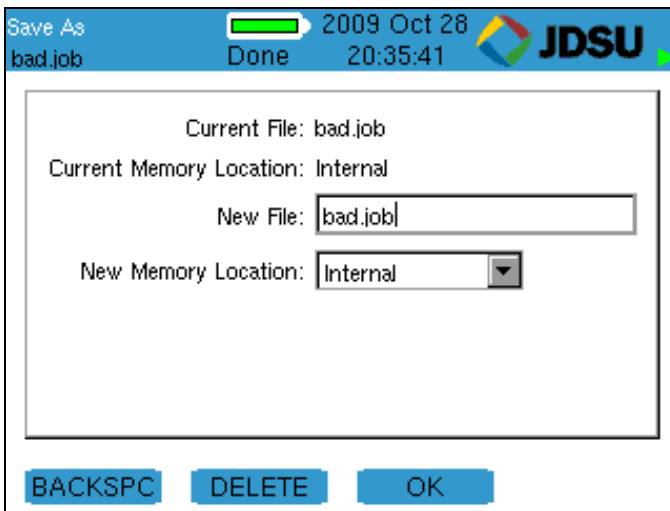 Save As
bad.job
Done
2009 Oct 28
20:35:41
JDSU
Current File: bad.job
Current Memory Location: Internal
New File: bad.job
New Memory Location: Internal
BACKSPC DELETE OK